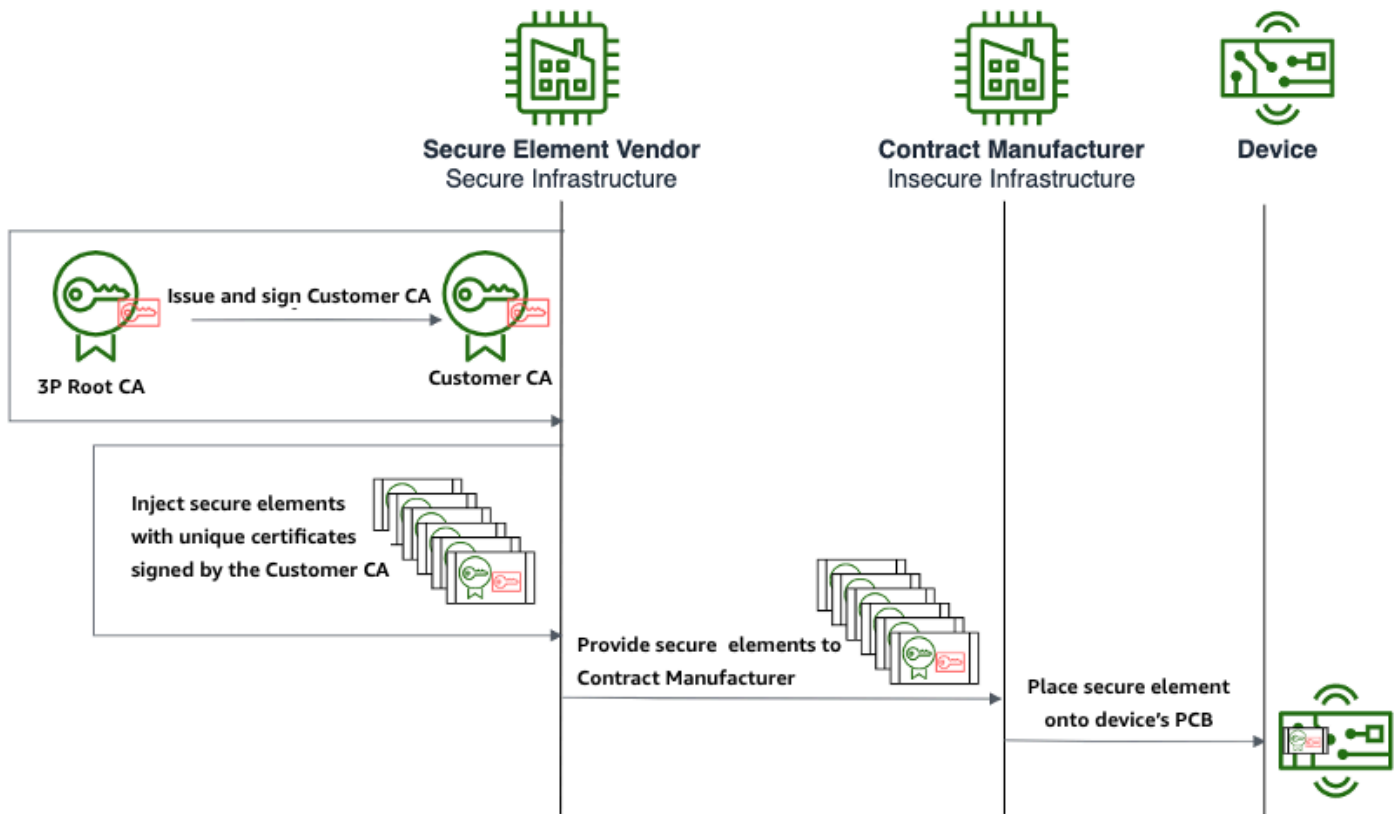 Secure Element Vendor
Secure Infrastructure
Contract Manufacturer
Insecure Infrastructure
Device
Issue and sign Customer CA
3P Root CA
Customer CA
Inject secure elements
with unique certificates
signed by the Customer CA
Provide secure elements to
Contract Manufacturer
Place secure element
onto device's PCB